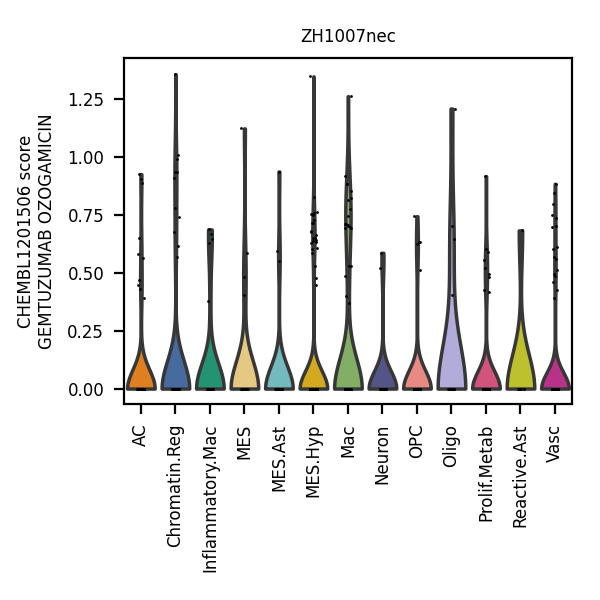 ZH1007nec
CHEMBL1201506 score
GEMTUZUMAB OZOGAMICIN
1.25
1.00
0.75
0.50
0.25
0.00
AC
Chromatin.Reg
Inflammatory.Mac
MES
MES.Ast
MES.Hyp
Mac
Neuron
OPC
Oligo
Prolif.Metab
Reactive.Ast
Vasc